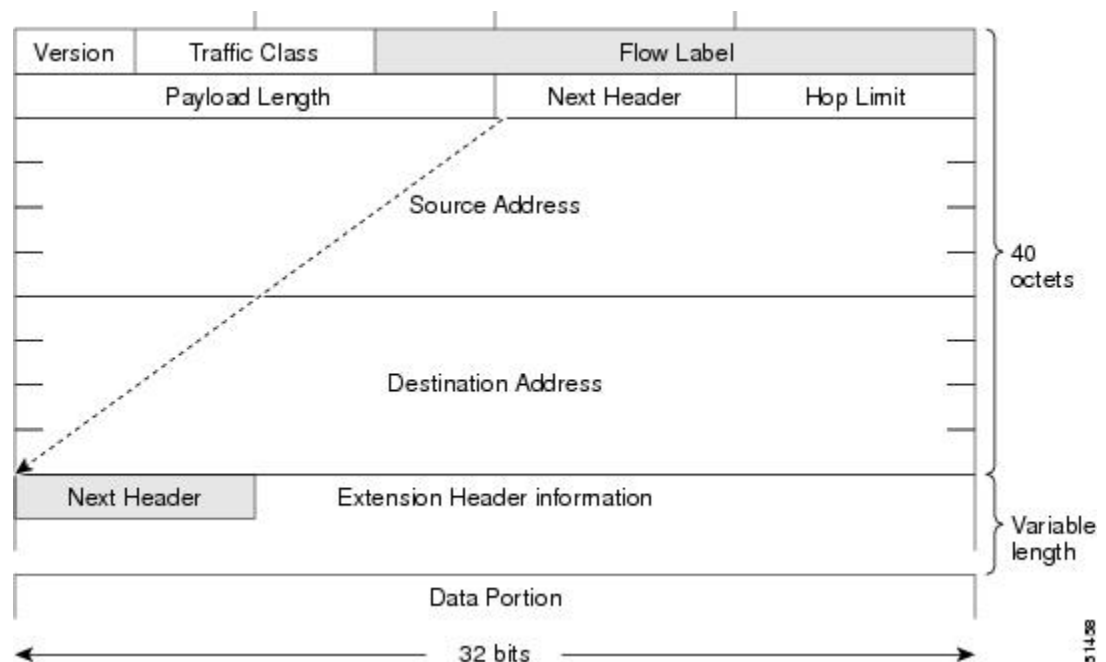 Version Traffic Class Flow Label
Payload Length Next Header Hop Limit
Source Address
40
octets
Destination Address
Next Header Extension Header information
Variable
length
Data Portion
32 bits
51458